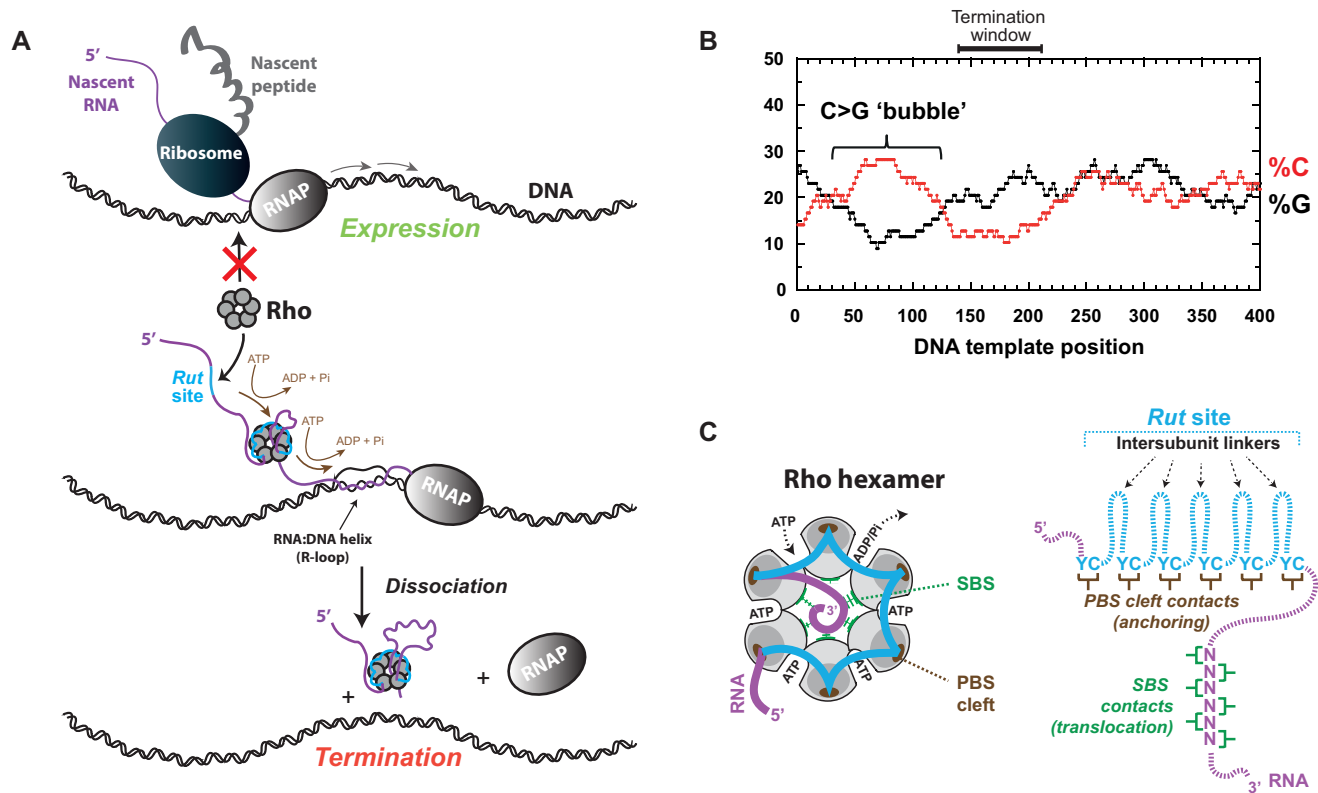 A
5′
Nascent
RNA
Nascent
peptide
Ribosome
RNAP
DNA
Expression
Rho
5′
Rut
site
ATP
ADP + Pi
ATP
ADP + Pi
RNAP
RNA:DNA helix
(R-loop)
Dissociation
5′
+
+
RNAP
Termination
B
Termination
window
50
40
30
20
10
0
C>G ‘bubble’
%C
%G
0 50 100 150 200 250 300 350 400
DNA template position
C
Rho hexamer
ATP
ADP/Pi
SBS
3′
ATP
ATP
ATP
ATP
PBS
cleft
RNA
5′
Rut site
Intersubunit linkers
5′
YC YC YC YC YC YC
PBS cleft contacts
(anchoring)
N
N
N
N
N
N
SBS
contacts
(translocation)
3′ RNA